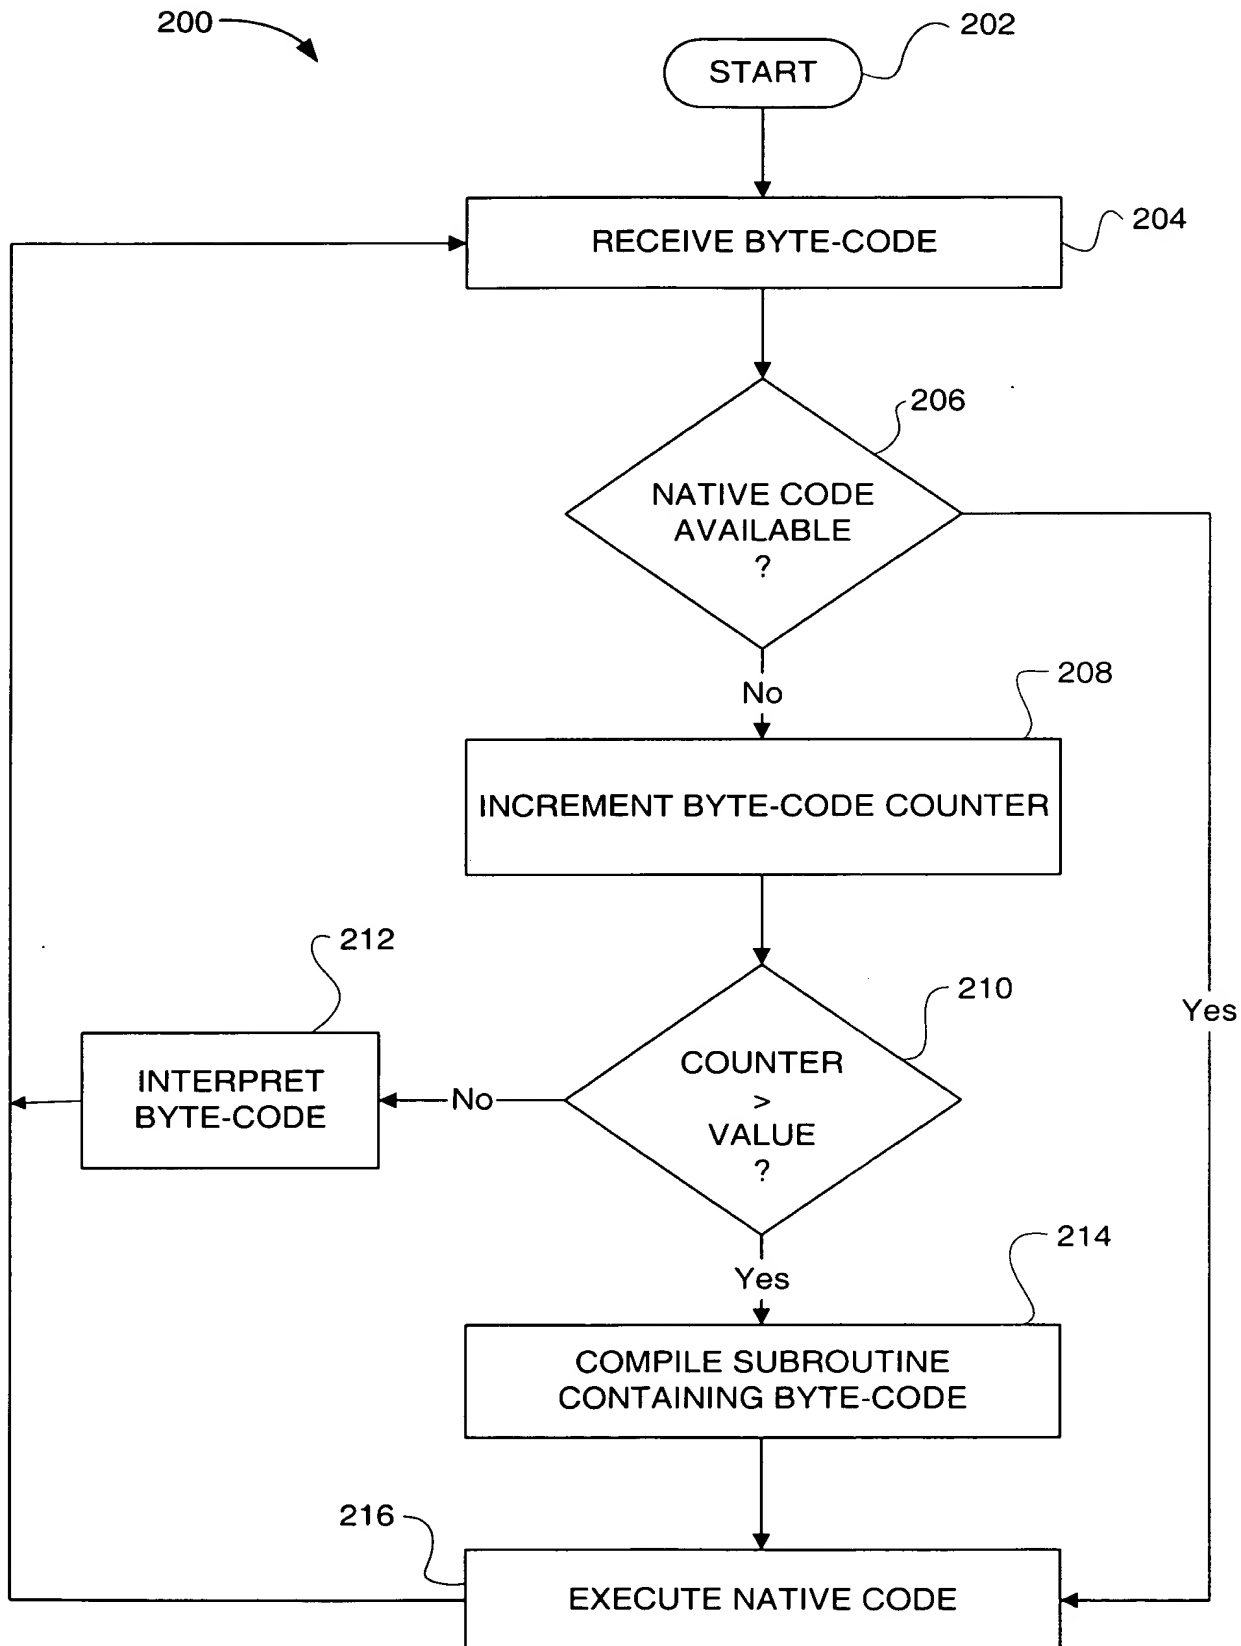 200
202
START
204
RECEIVE BYTE-CODE
206
NATIVE CODE
AVAILABLE
?
No
208
INCREMENT BYTE-CODE COUNTER
212
210
Yes
COUNTER
>
VALUE
?
INTERPRET
BYTE-CODE
No
214
Yes
COMPILE SUBROUTINE
CONTAINING BYTE-CODE
216
EXECUTE NATIVE CODE